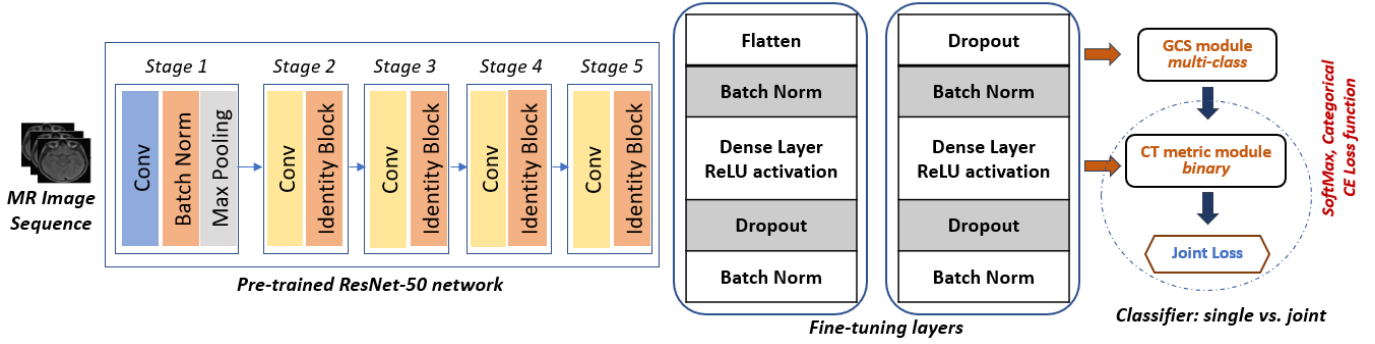 MR Image
Sequence
Stage 1
Conv
Batch Norm
Max Pooling
Stage 2
Conv
Identity Block
Stage 3
Conv
Identity Block
Stage 4
Conv
Identity Block
Stage 5
Conv
Identity Block
Pre-trained ResNet-50 network
Flatten
Batch Norm
Dense Layer
ReLU activation
Dropout
Batch Norm
Dropout
Batch Norm
Dense Layer
ReLU activation
Dropout
Batch Norm
Fine-tuning layers
GCS module
multi-class
CT metric module
binary
Joint Loss
SoftMax, Categorical
CE Loss function
Classifier: single vs. joint